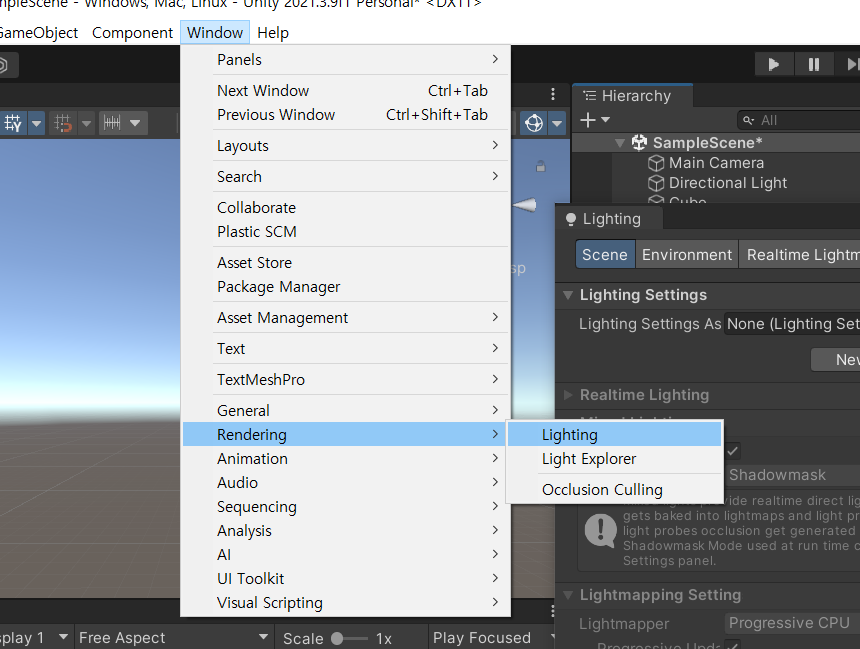 SampleScene - Windows, Mac, Linux - Unity 2021.3.9f1 Personal* <DX11>
GameObject Component Window Help
Panels
Next Window Ctrl+Tab
Previous Window Ctrl+Shift+Tab
Layouts
Search
Collaborate
Plastic SCM
Asset Store
Package Manager
Asset Management
Text
TextMeshPro
General
Rendering
Animation
Audio
Sequencing
Analysis
AI
UI Toolkit
Visual Scripting
Lighting
Light Explorer
Occlusion Culling
Hierarchy
All
SampleScene*
Main Camera
Directional Light
Cube
sp
Lighting
Scene Environment Realtime Lightm
Lighting Settings
Lighting Settings As None (Lighting Set
New
Realtime Lighting
Shadowmask
vide realtime direct lig
gets baked into lightmaps and light pr
light probes occlusion get generated
Shadowmask Mode used at run time c
Settings panel.
Lightmapping Setting
Lightmapper Progressive CPU
Progressive Upda
splay 1 Free Aspect Scale 1x Play Focused